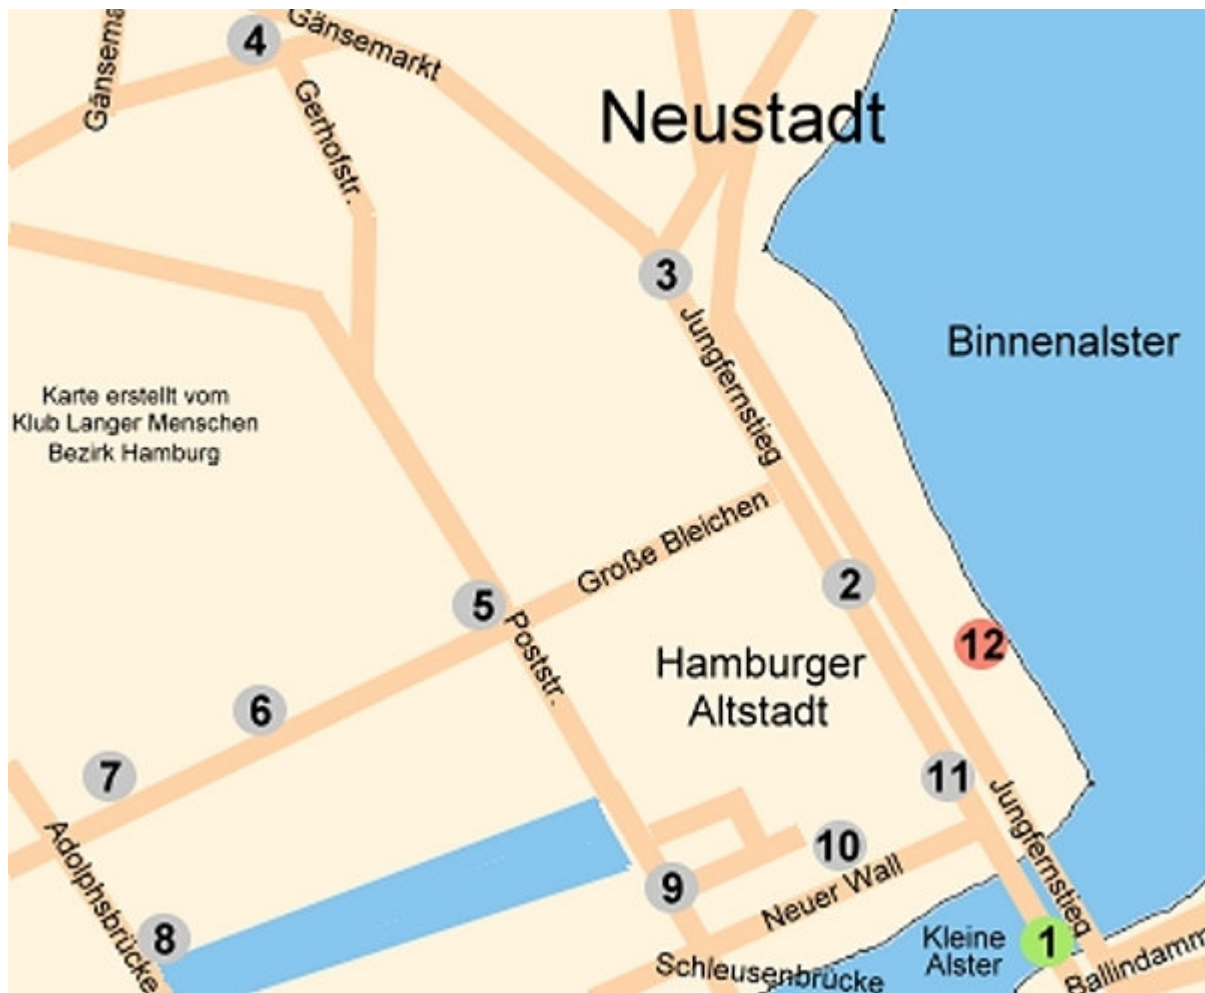 Gänsema
4
Gänsemarkt
Gerhofstr.
Neustadt
3
Jungfernstieg
Binnenalster
Karte erstellt vom
Klub Langer Menschen
Bezirk Hamburg
Große Bleichen
2
5
Poststr.
12
Hamburger
Altstadt
6
7
11
Jungfernstieg
Adolphsbrücke
10
9
Neuer Wall
8
Kleine
Alster
1
Schleusenbrücke
Ballindamm